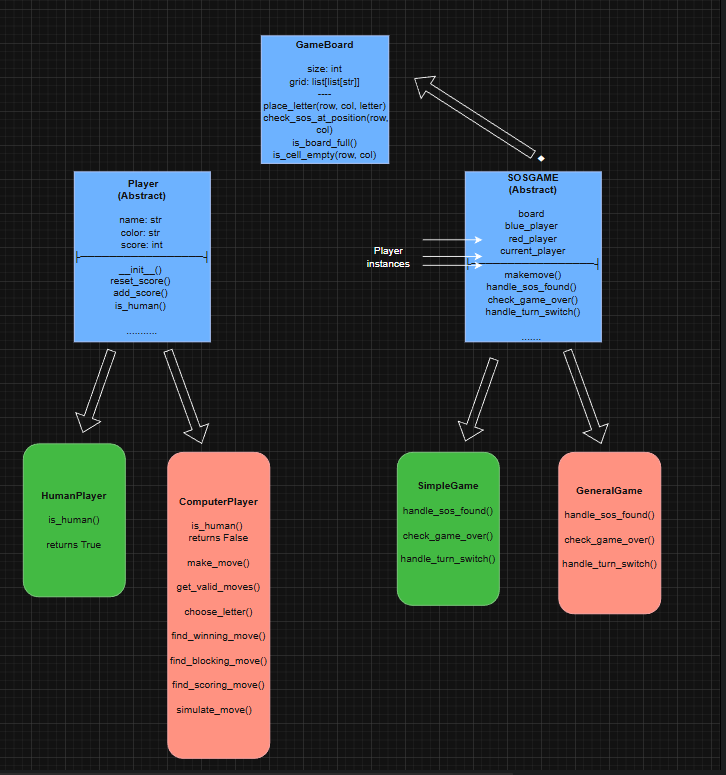 GameBoard
size: int
grid: list[list[str]]
----
place_letter(row, col, letter)
check_sos_at_position(row,
col)
is_board_full()
is_cell_empty(row, col)
Player
(Abstract)
name: str
color: str
score: int
__init__()
reset_score()
add_score()
is_human()
...........
SOSGAME
(Abstract)
board
blue_player
red_player
current_player
makemove()
handle_sos_found()
check_game_over()
handle_turn_switch()
.......
Player
instances
HumanPlayer
is_human()
returns True
ComputerPlayer
is_human()
returns False
make_move()
get_valid_moves()
choose_letter()
find_winning_move()
find_blocking_move()
find_scoring_move()
simulate_move()
SimpleGame
handle_sos_found()
check_game_over()
handle_turn_switch()
GeneralGame
handle_sos_found()
check_game_over()
handle_turn_switch()